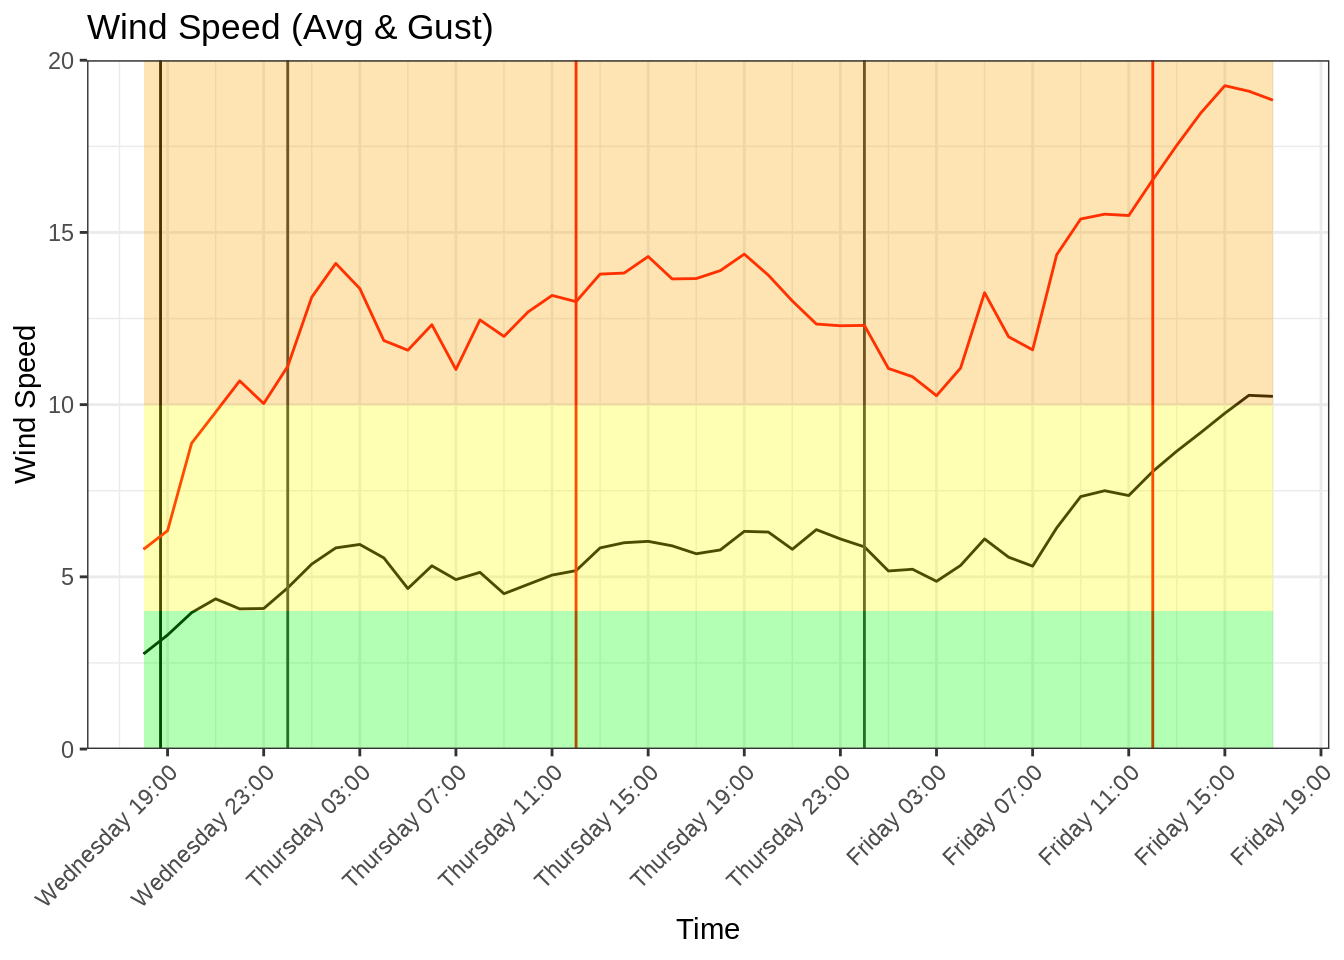 Wind Speed (Avg & Gust)
20
15
10
5
0
Wind Speed
Wednesday 19:00
Wednesday 23:00
Thursday 03:00
Thursday 07:00
Thursday 11:00
Thursday 15:00
Thursday 19:00
Thursday 23:00
Friday 03:00
Friday 07:00
Friday 11:00
Friday 15:00
Friday 19:00
Time